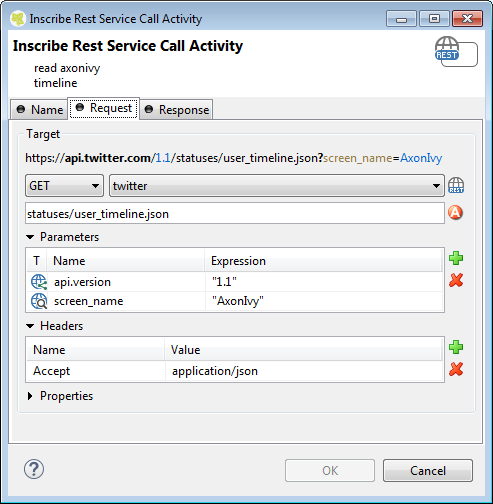 Inscribe Rest Service Call Activity
Inscribe Rest Service Call Activity
REST
read axonivy
timeline
Name Request Response
Target
https://api.twitter.com/1.1/statuses/user_timeline.json?screen_name=AxonIvy
GET twitter REST
statuses/user_timeline.json A
Parameters
T Name Expression
api.version "1.1"
screen_name "AxonIvy"
Headers
Name Value
Accept application/json
Properties
? OK Cancel